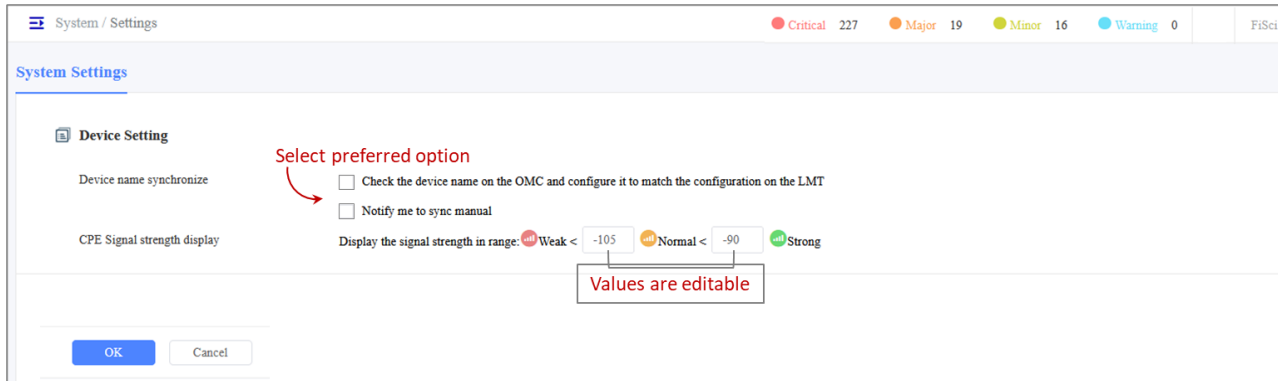 System / Settings
Critical 227 Major 19 Minor 16 Warning 0 FiSci
System Settings
Device Setting
Select preferred option
Device name synchronize
Check the device name on the OMC and configure it to match the configuration on the LMT
Notify me to sync manual
CPE Signal strength display
Display the signal strength in range: Weak < -105 Normal < -90 Strong
Values are editable
OK Cancel